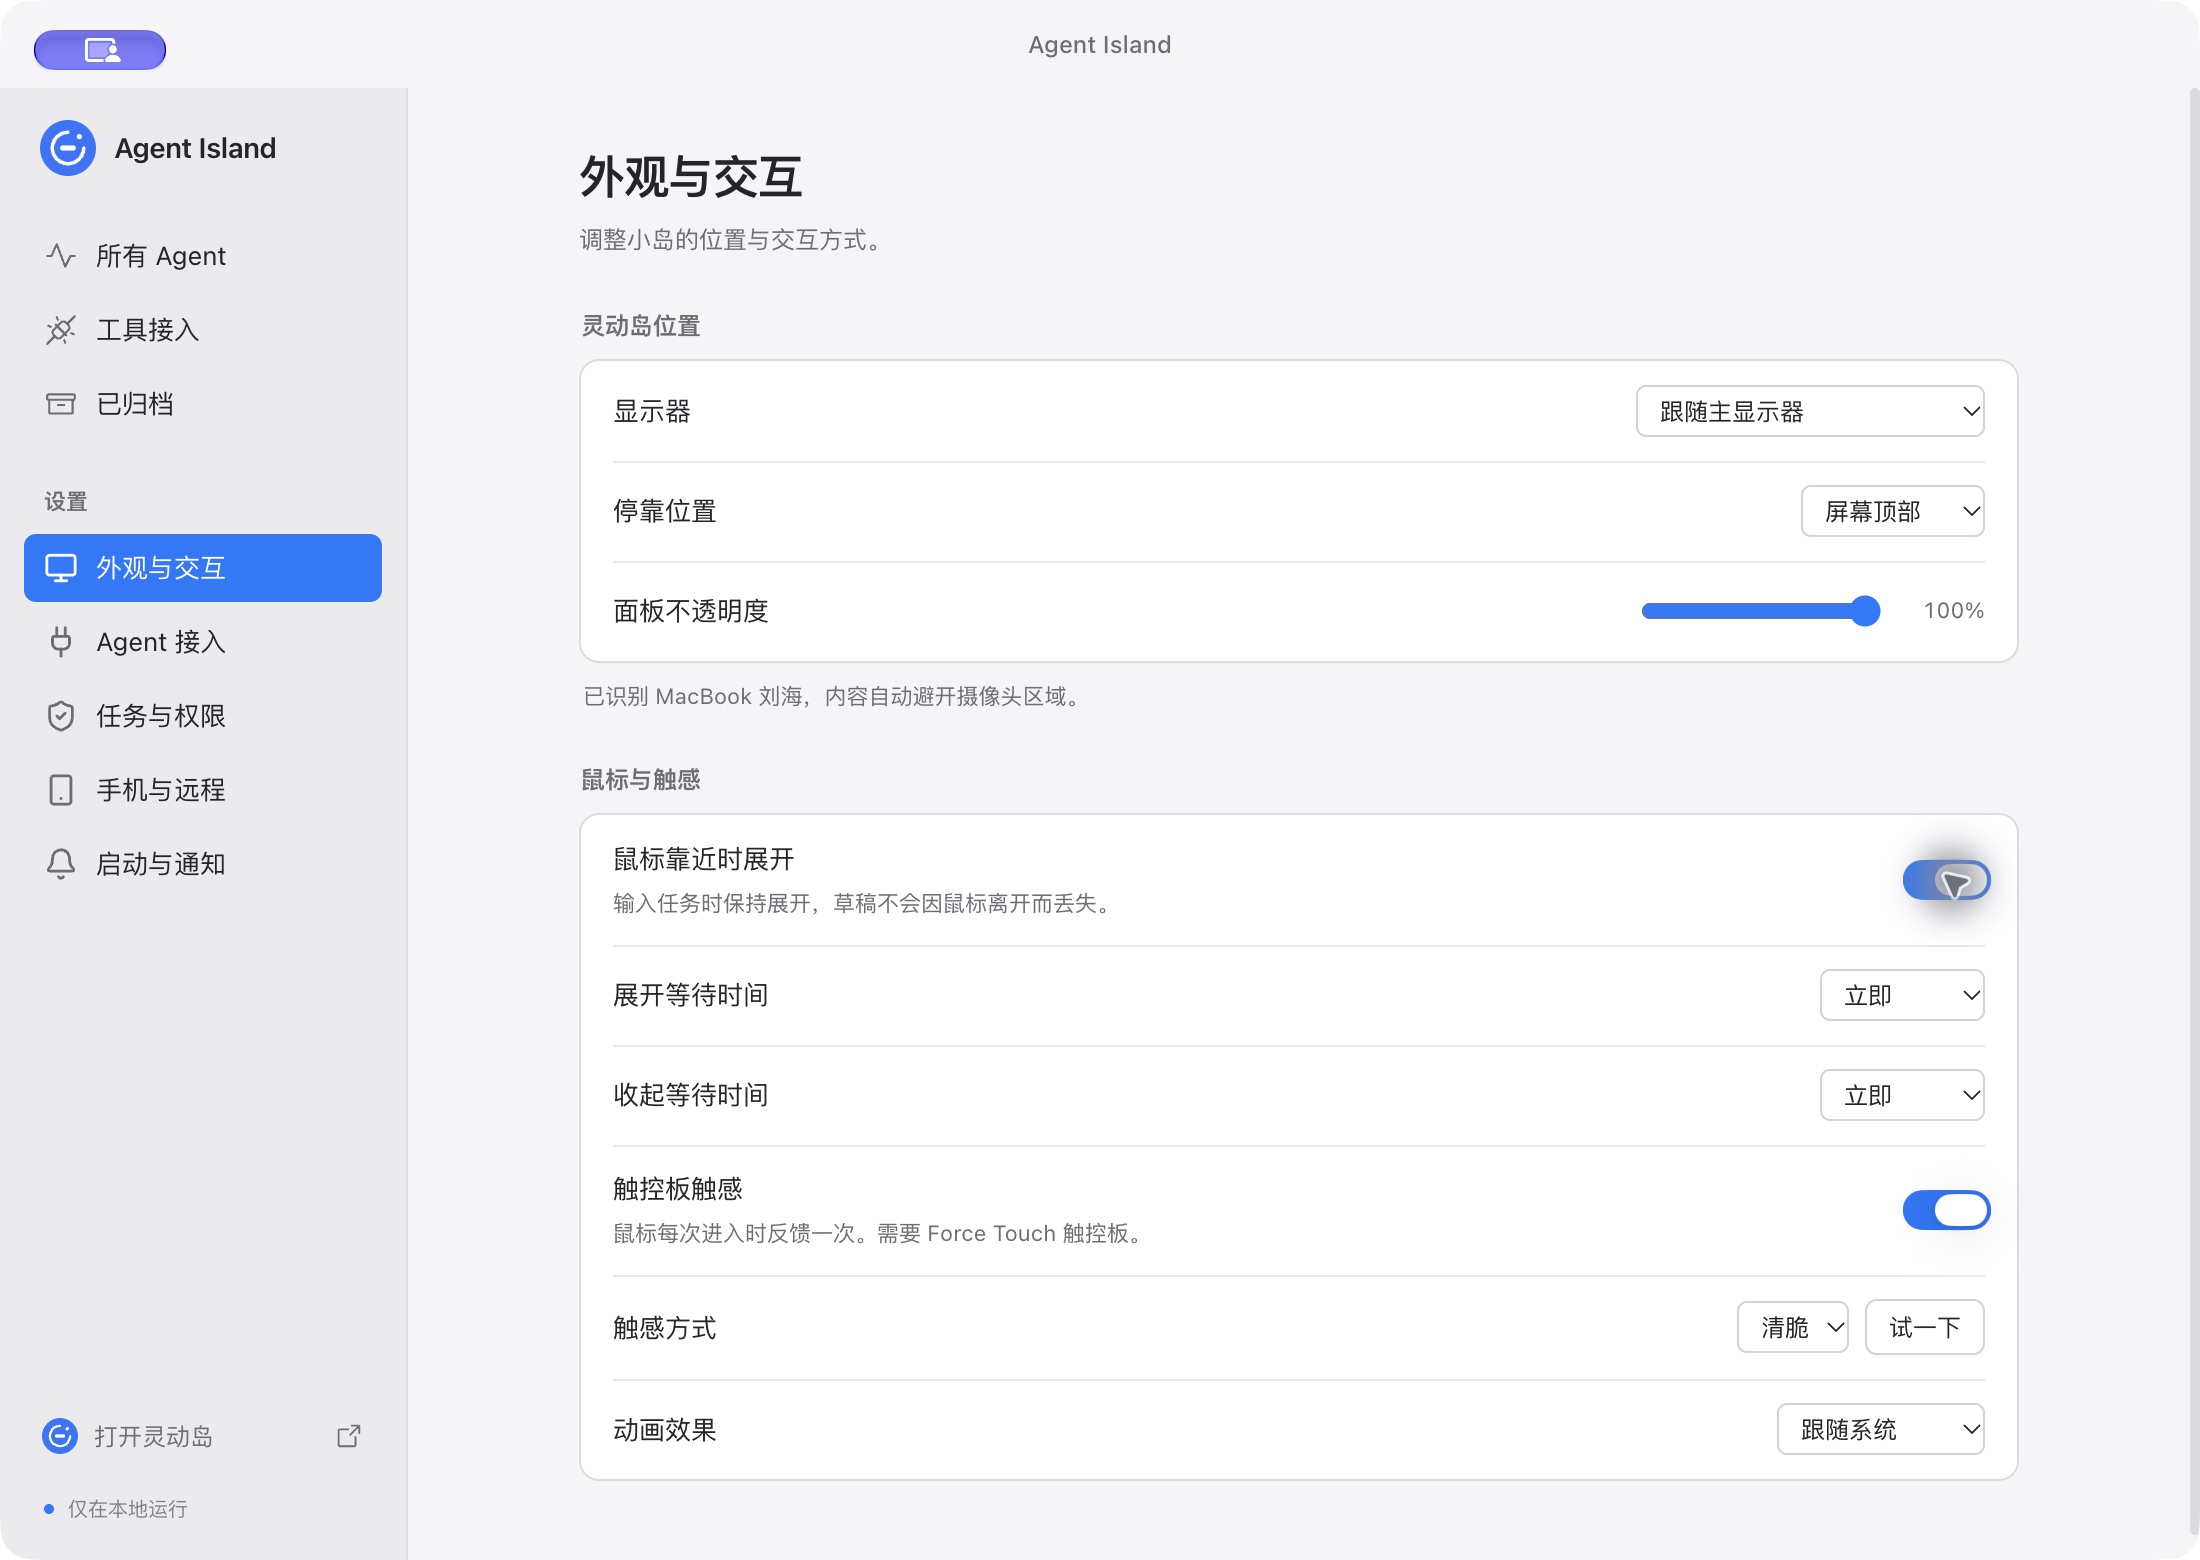 Agent Island
Agent Island
所有 Agent
工具接入
已归档
设置
外观与交互
Agent 接入
任务与权限
手机与远程
启动与通知
打开灵动岛
仅在本地运行
外观与交互
调整小岛的位置与交互方式。
灵动岛位置
显示器
跟随主显示器
停靠位置
屏幕顶部
面板不透明度
100%
已识别 MacBook 刘海，内容自动避开摄像头区域。
鼠标与触感
鼠标靠近时展开
输入任务时保持展开，草稿不会因鼠标离开而丢失。
展开等待时间
立即
收起等待时间
立即
触控板触感
鼠标每次进入时反馈一次。需要 Force Touch 触控板。
触感方式
清脆
试一下
动画效果
跟随系统